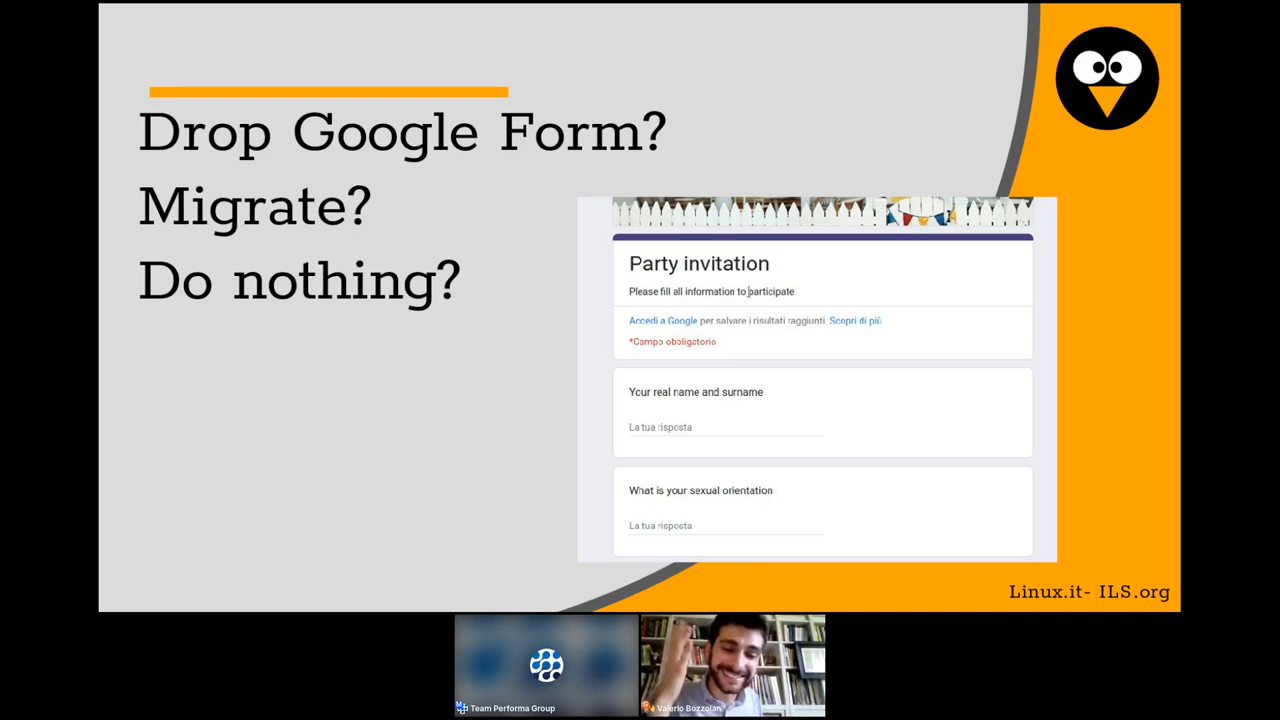 Drop Google Form?
Migrate?
Do nothing?
Party invitation
Please fill all information to participate
Accedi a Google per salvare i risultati raggiunti. Scopri di più
*Campo obbligatorio
Your real name and surname
La tua risposta
What is your sexual orientation
La tua risposta
Linux.it- ILS.org
Team Performa Group
Valerio Bozzolan